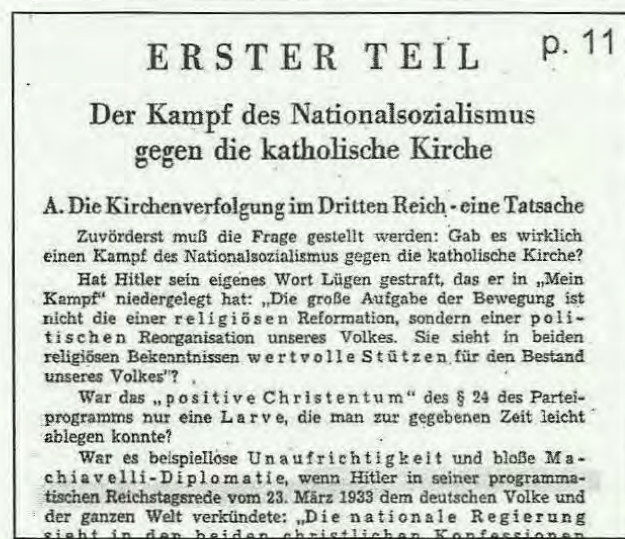 ERSTER TEIL p. 11
Der Kampf des Nationalsozialismus
gegen die katholische Kirche
A. Die Kirchenverfolgung im Dritten Reich - eine Tatsache
Zuvörderst muß die Frage gestellt werden: Gab es wirklich
einen Kampf des Nationalsozialismus gegen die katholische Kirche?
Hat Hitler sein eigenes Wort Lügen gestraft, das er in „Mein
Kampf“ niedergelegt hat: „Die große Aufgabe der Bewegung ist
nicht die einer religiösen Reformation, sondern einer poli-
tischen Reorganisation unseres Volkes. Sie sieht in beiden
religiösen Bekenntnissen wertvolle Stützen für den Bestand
unseres Volkes“?
War das „positive Christentum“ des § 24 des Partei-
programms nur eine Larve, die man zur gegebenen Zeit leicht
ablegen konnte?
War es beispiellose Unaufrichtigkeit und bloße Ma-
chiavelli-Diplomatie, wenn Hitler in seiner programma-
tischen Reichstagsrede vom 23. März 1933 dem deutschen Volke und
der ganzen Welt verkündete: „Die nationale Regierung
sieht in den beiden christlichen Konfessionen